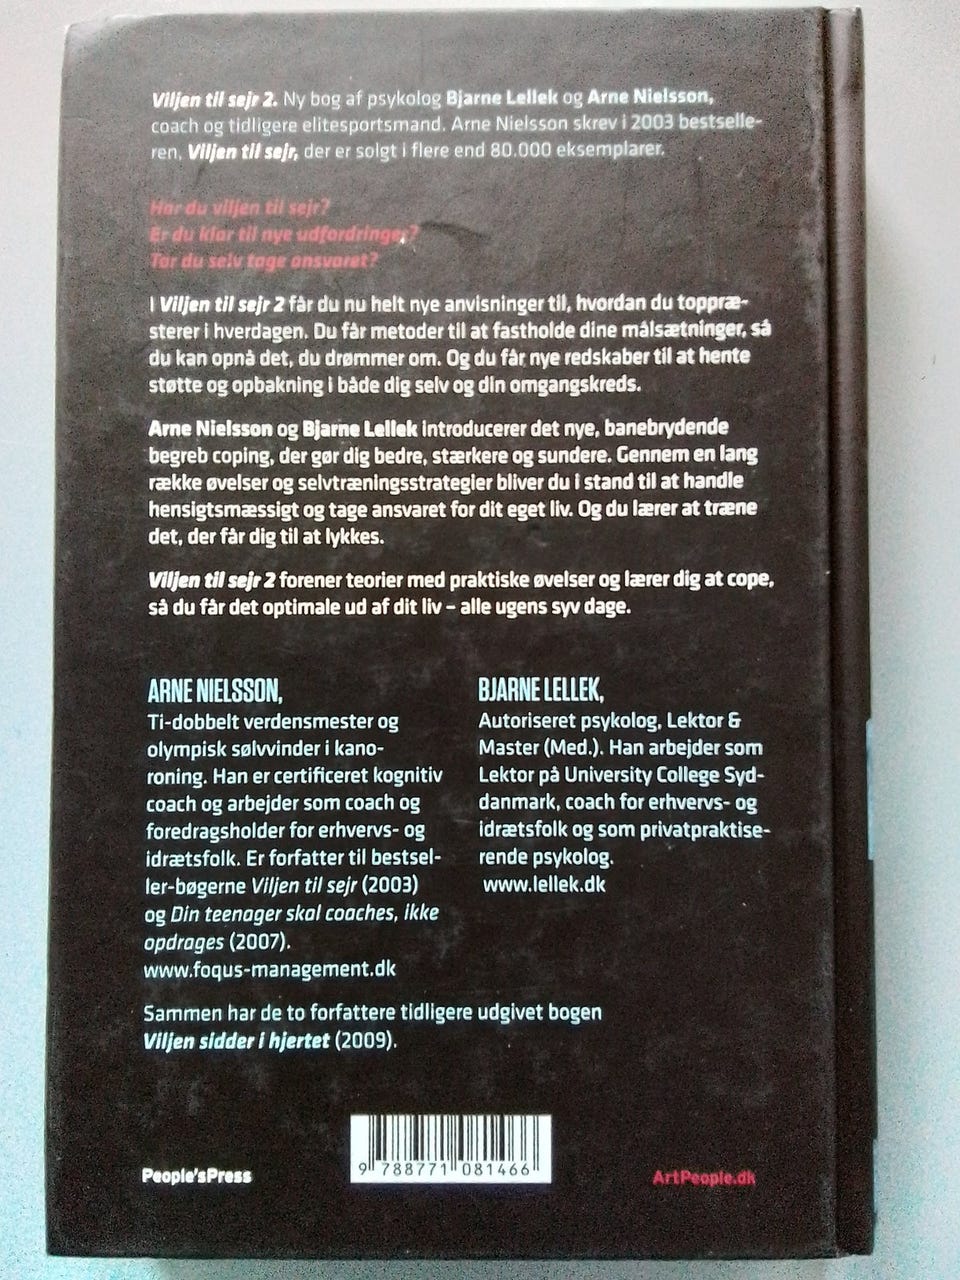 Viljen til sejr 2. Ny bog af psykolog Bjarne Lellek og Arne Nielsson,
coach og tidligere elitesportsmand. Arne Nielsson skrev i 2003 bestselle-
ren, Viljen til sejr, der er solgt i flere end 80.000 eksemplarer.
Har du viljen til sejr?
Er du klar til nye udfordringer?
Tør du selv tage ansvaret?
I Viljen til sejr 2 får du nu helt nye anvisninger til, hvordan du toppræ-
sterer i hverdagen. Du får metoder til at fastholde dine målsætninger, så
du kan opnå det, du drømmer om. Og du får nye redskaber til at hente
støtte og opbakning i både dig selv og din omgangskreds.
Arne Nielsson og Bjarne Lellek introducerer det nye, banebrydende
begreb coping, der gør dig bedre, stærkere og sundere. Gennem en lang
række øvelser og selvtræningsstrategier bliver du i stand til at handle
hensigtsmæssigt og tage ansvaret for dit eget liv. Og du lærer at træne
det, der får dig til at lykkes.
Viljen til sejr 2 forener teorier med praktiske øvelser og lærer dig at cope,
så du får det optimale ud af dit liv – alle ugens syv dage.
ARNE NIELSSON,
Ti-dobbelt verdensmester og
olympisk sølvvinder i kano-
roning. Han er certificeret kognitiv
coach og arbejder som coach og
foredragsholder for erhvervs- og
idrætsfolk. Er forfatter til bestsel-
ler-bøgerne Viljen til sejr (2003)
og Din teenager skal coaches, ikke
opdrages (2007).
www.foqus-management.dk
BJARNE LELLEK,
Autoriseret psykolog, Lektor &
Master (Med.). Han arbejder som
Lektor på University College Syd-
danmark, coach for erhvervs- og
idrætsfolk og som privatpraktise-
rende psykolog.
www.lellek.dk
Sammen har de to forfattere tidligere udgivet bogen
Viljen sidder i hjertet (2009).
People'sPress
9 788771 081466
ArtPeople.dk